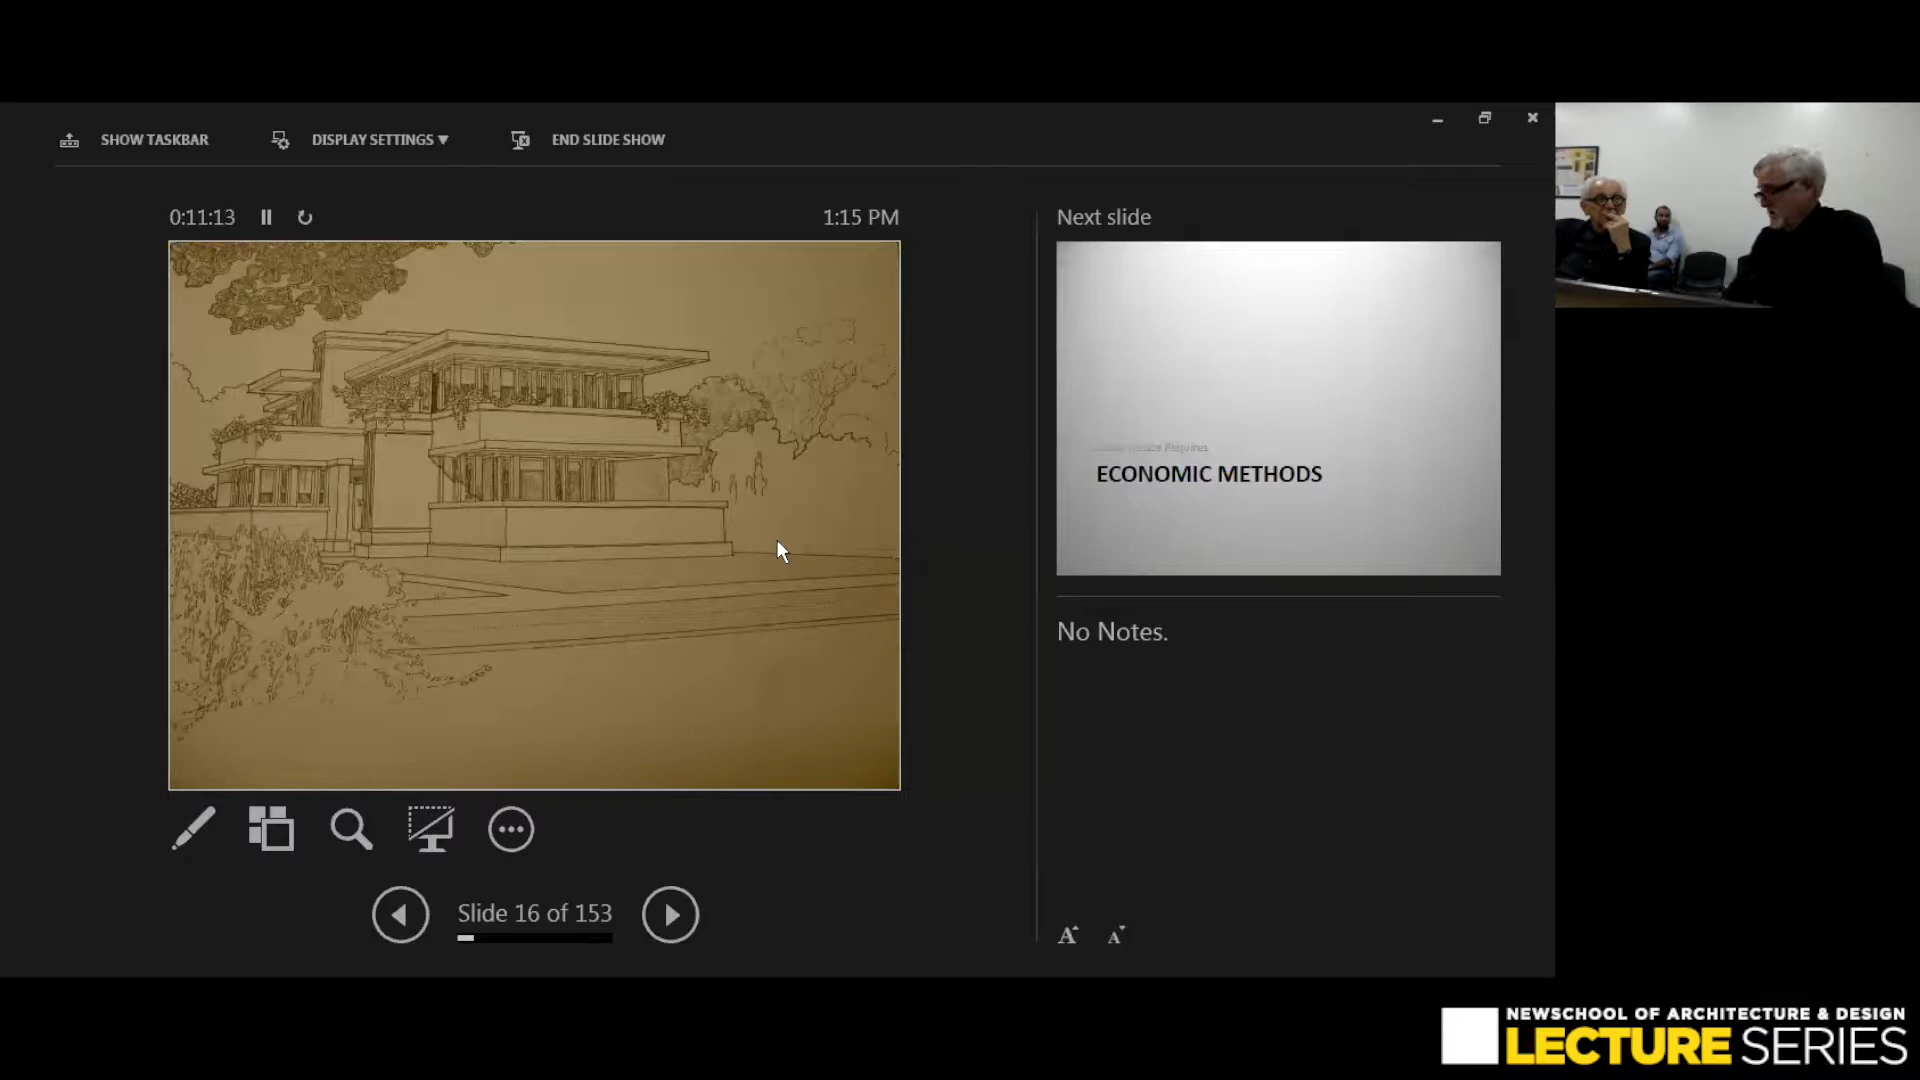 SHOW TASKBAR
DISPLAY SETTINGS
END SLIDE SHOW
0:11:13
1:15 PM
Next slide
Requires
ECONOMIC METHODS
No Notes.
Slide 16 of 153
A A
NEWSCHOOL OF ARCHITECTURE & DESIGN
LECTURE SERIES